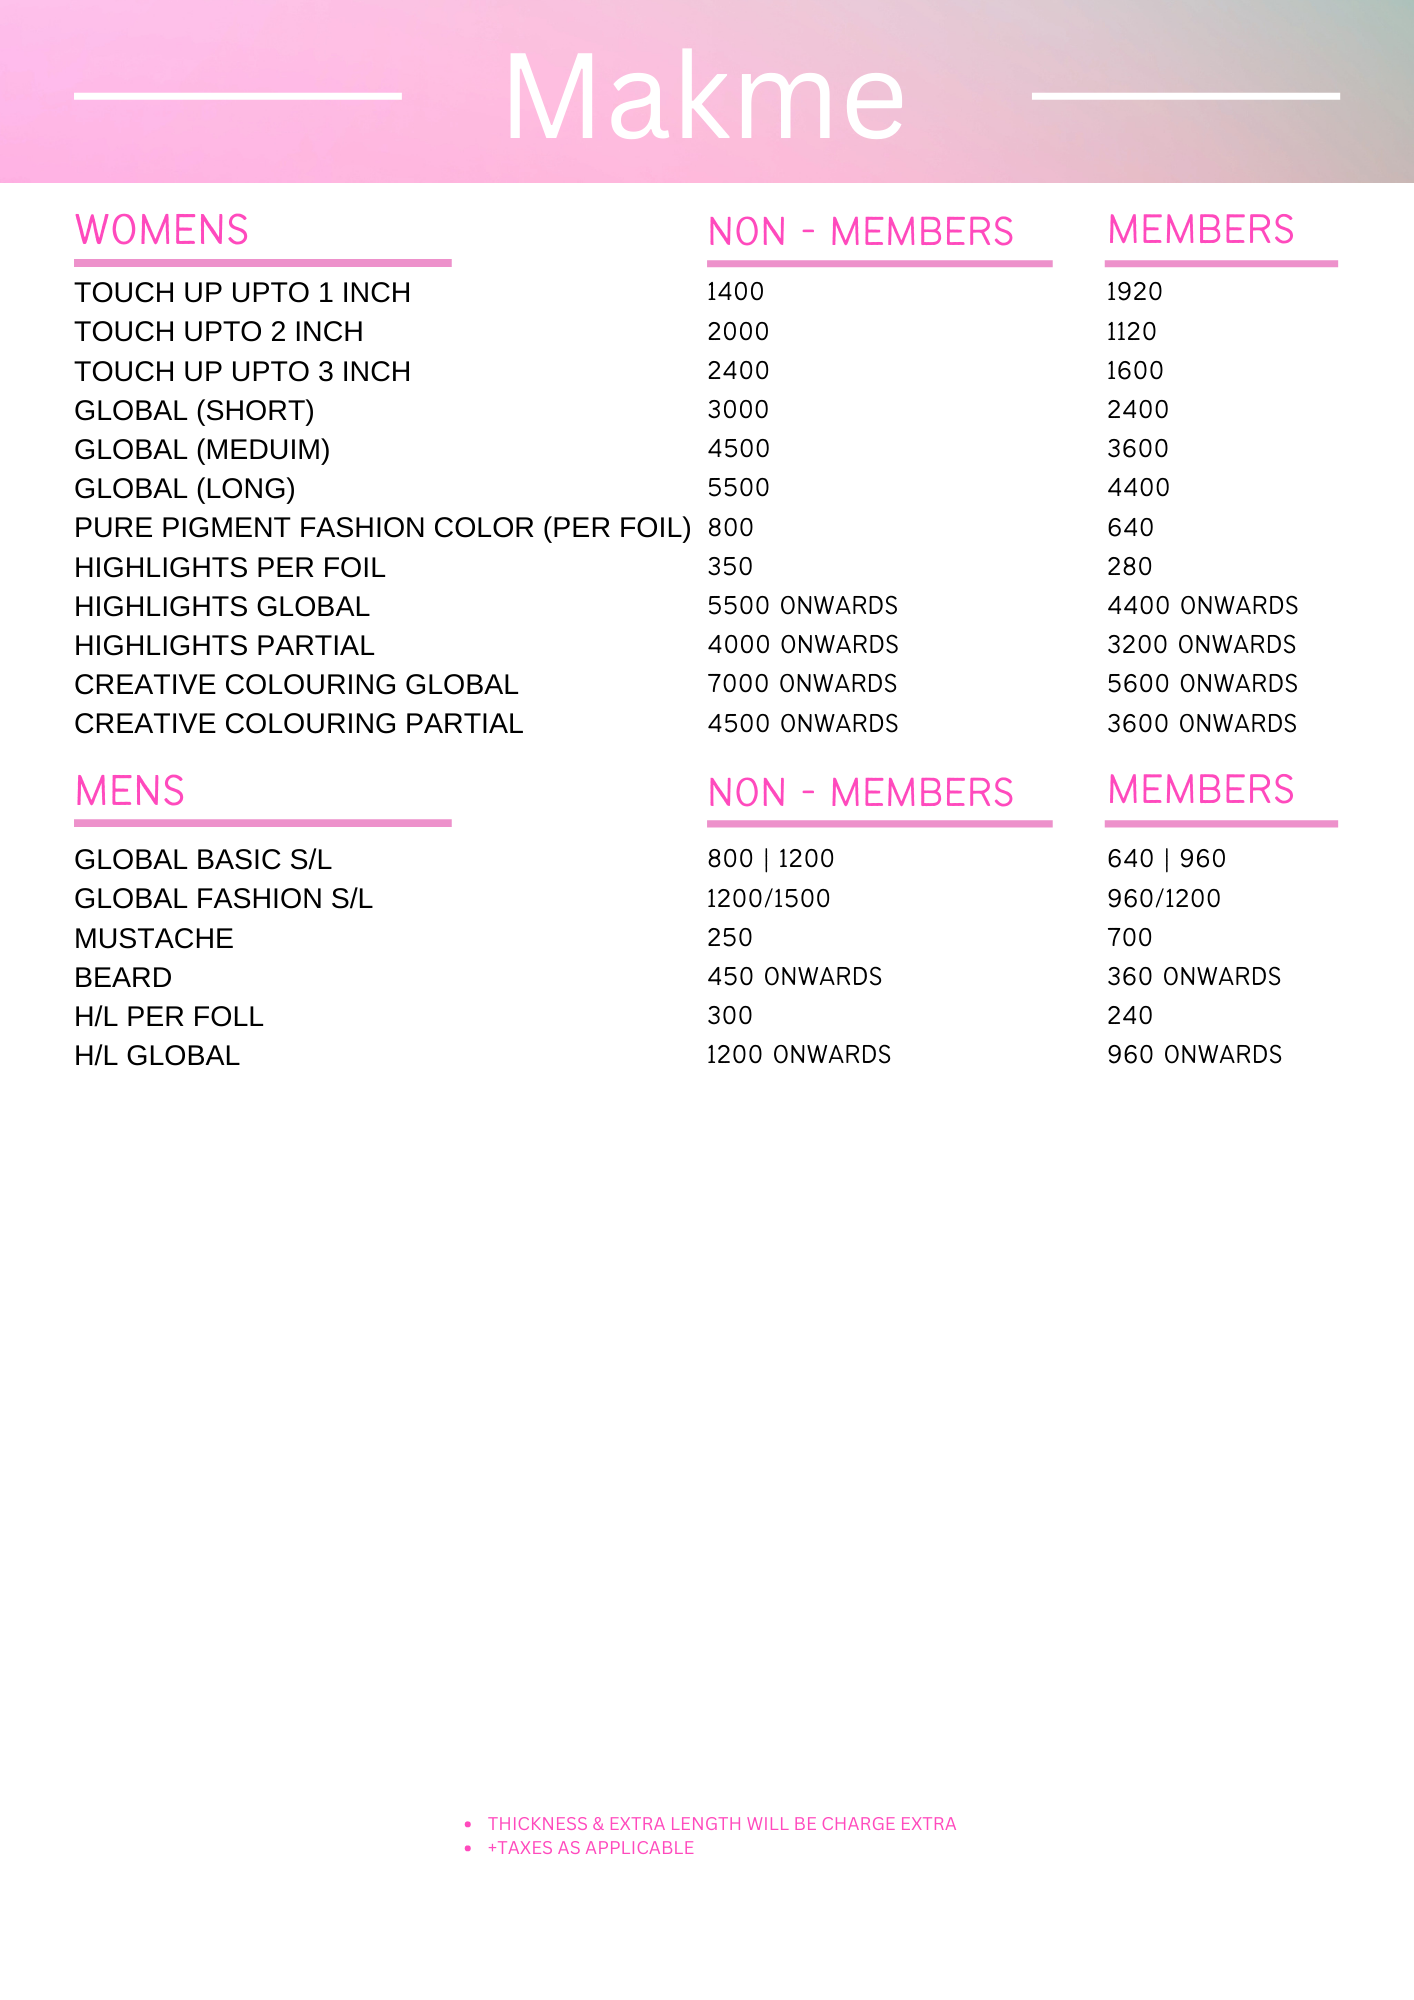 Makme
WOMENS NON - MEMBERS MEMBERS
TOUCH UP UPTO 1 INCH 1400 1920
TOUCH UPTO 2 INCH 2000 1120
TOUCH UP UPTO 3 INCH 2400 1600
GLOBAL (SHORT) 3000 2400
GLOBAL (MEDUIM) 4500 3600
GLOBAL (LONG) 5500 4400
PURE PIGMENT FASHION COLOR (PER FOIL) 800 640
HIGHLIGHTS PER FOIL 350 280
HIGHLIGHTS GLOBAL 5500 ONWARDS 4400 ONWARDS
HIGHLIGHTS PARTIAL 4000 ONWARDS 3200 ONWARDS
CREATIVE COLOURING GLOBAL 7000 ONWARDS 5600 ONWARDS
CREATIVE COLOURING PARTIAL 4500 ONWARDS 3600 ONWARDS
MENS NON - MEMBERS MEMBERS
GLOBAL BASIC S/L 800 | 1200 640 | 960
GLOBAL FASHION S/L 1200/1500 960/1200
MUSTACHE 250 700
BEARD 450 ONWARDS 360 ONWARDS
H/L PER FOLL 300 240
H/L GLOBAL 1200 ONWARDS 960 ONWARDS
• THICKNESS & EXTRA LENGTH WILL BE CHARGE EXTRA
• +TAXES AS APPLICABLE